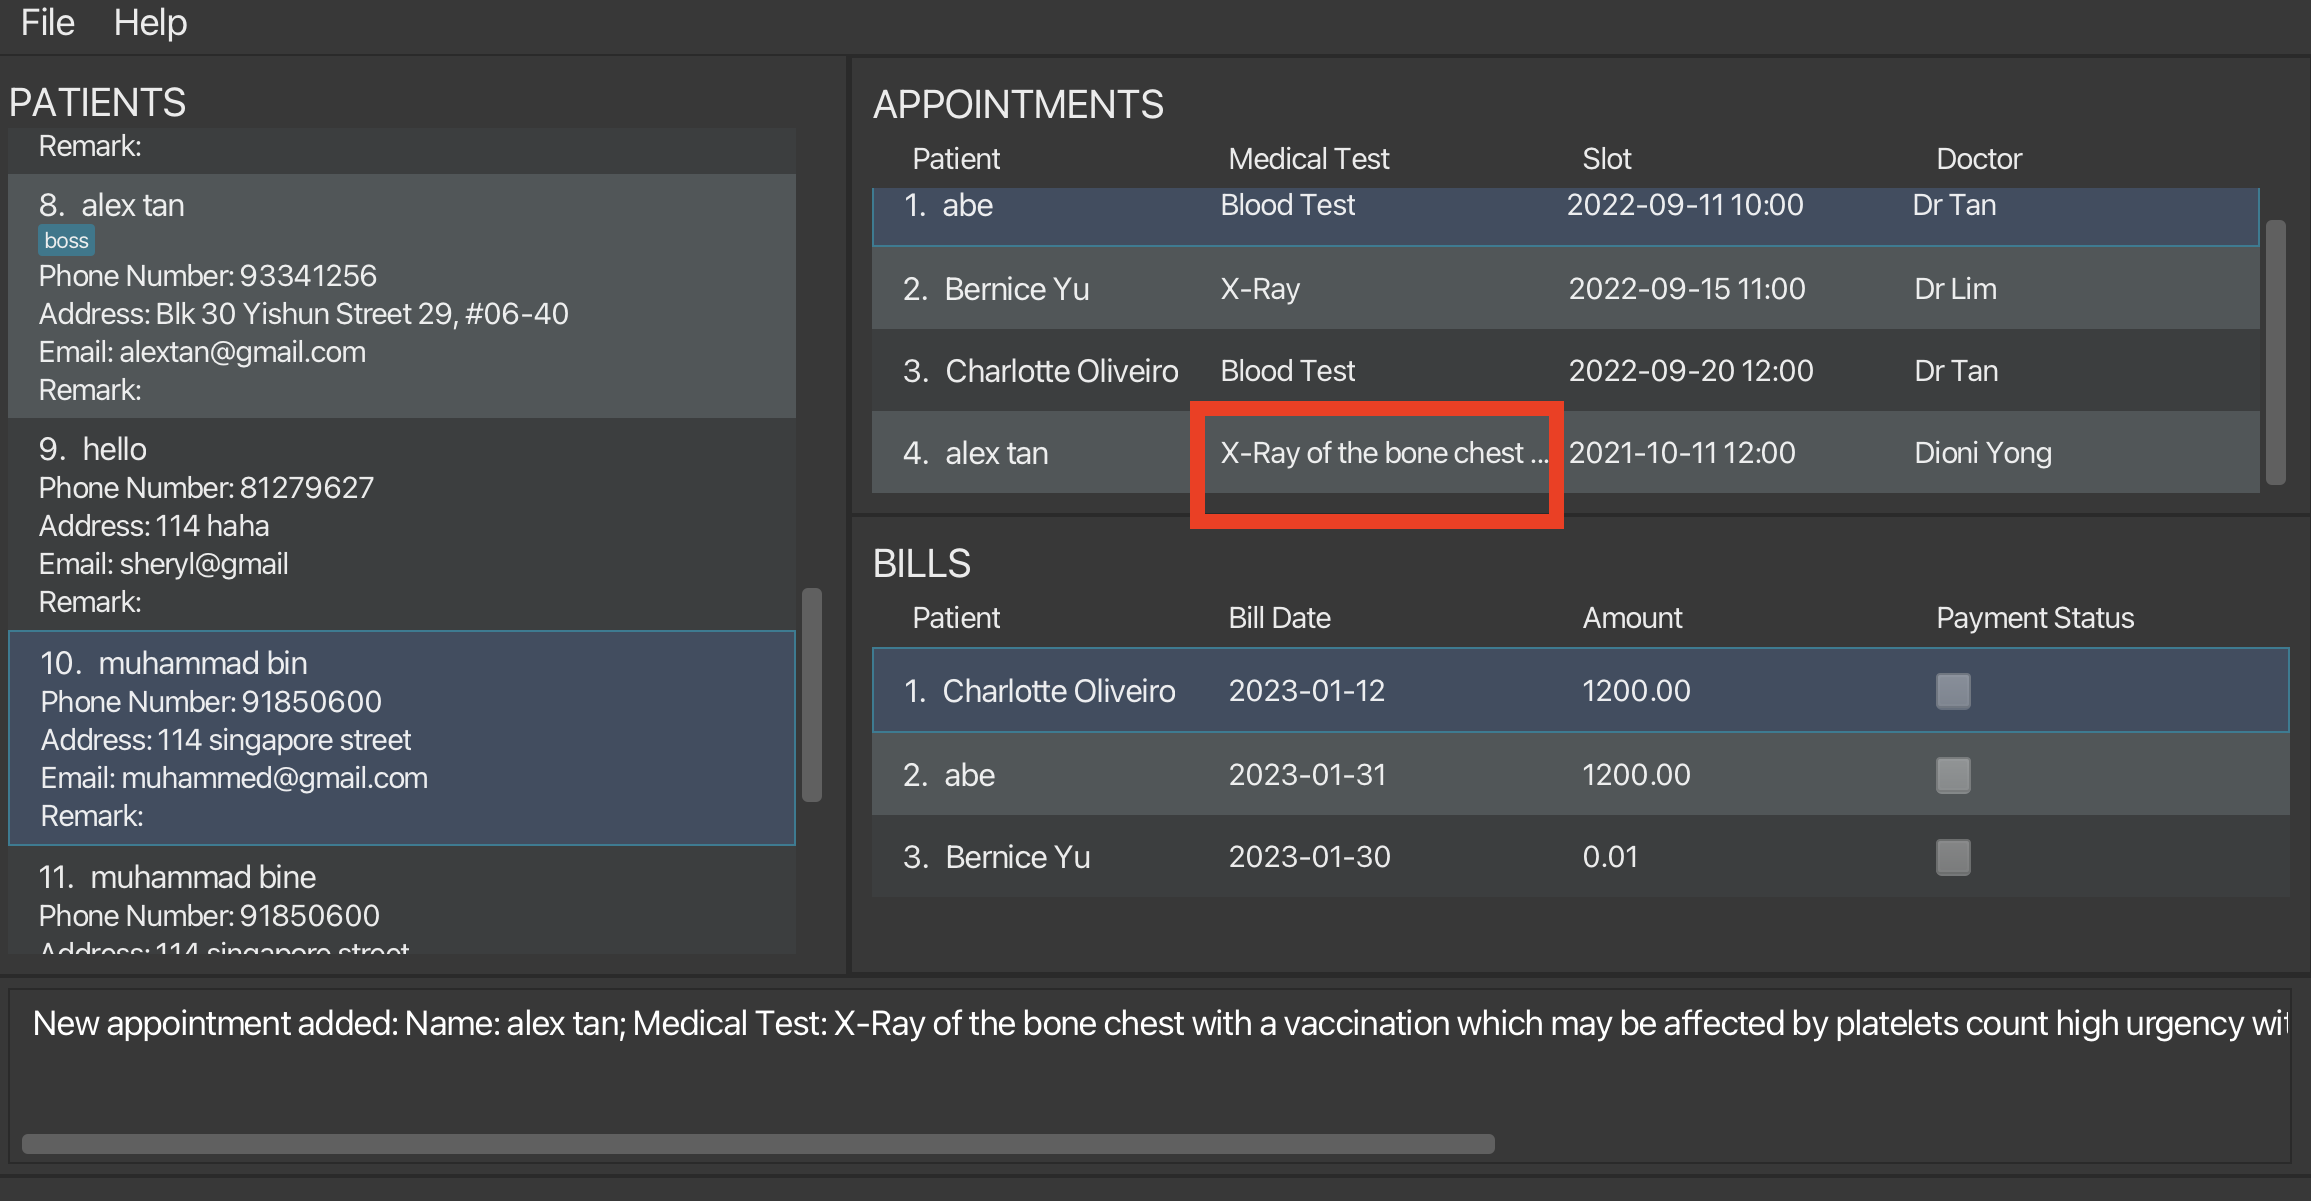 File Help
PATIENTS
Remark:
8. alex tan
boss
Phone Number: 93341256
Address: Blk 30 Yishun Street 29, #06-40
Email: alextan@gmail.com
Remark:
9. hello
Phone Number: 81279627
Address: 114 haha
Email: sheryl@gmail
Remark:
10. muhammad bin
Phone Number: 91850600
Address: 114 singapore street
Email: muhammed@gmail.com
Remark:
11. muhammad bine
Phone Number: 91850600
Address: 114 singapore street
APPOINTMENTS
Patient Medical Test Slot Doctor
1. abe Blood Test 2022-09-11 10:00 Dr Tan
2. Bernice Yu X-Ray 2022-09-15 11:00 Dr Lim
3. Charlotte Oliveiro Blood Test 2022-09-20 12:00 Dr Tan
4. alex tan X-Ray of the bone chest ... 2021-10-11 12:00 Dioni Yong
BILLS
Patient Bill Date Amount Payment Status
1. Charlotte Oliveiro 2023-01-12 1200.00
2. abe 2023-01-31 1200.00
3. Bernice Yu 2023-01-30 0.01
New appointment added: Name: alex tan; Medical Test: X-Ray of the bone chest with a vaccination which may be affected by platelets count high urgency wit